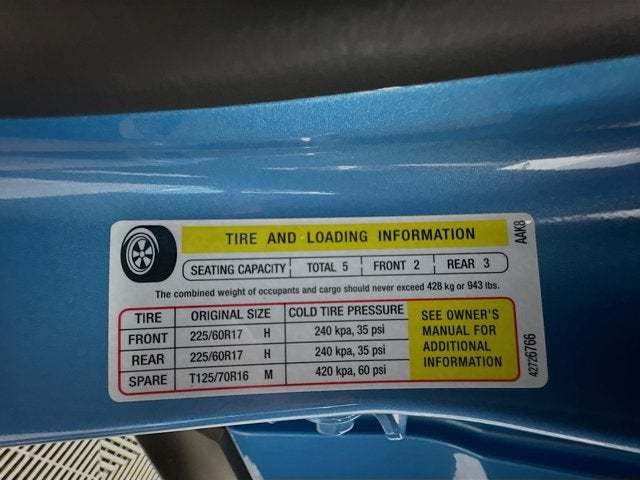 TIRE AND LOADING INFORMATION
SEATING CAPACITY TOTAL 5 FRONT 2 REAR 3
The combined weight of occupants and cargo should never exceed 428 kg or 943 lbs.
TIRE ORIGINAL SIZE COLD TIRE PRESSURE
FRONT 225/60R17 H 240 kpa, 35 psi
REAR 225/60R17 H 240 kpa, 35 psi
SPARE T125/70R16 M 420 kpa, 60 psi
SEE OWNER'S
MANUAL FOR
ADDITIONAL
INFORMATION
AAK8
42726766